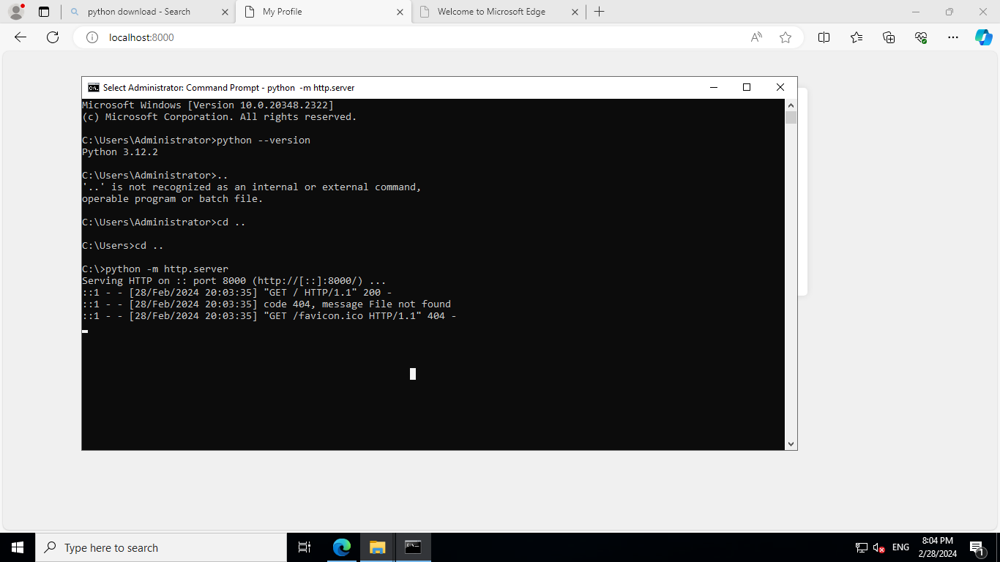 python download - Search
My Profile
Welcome to Microsoft Edge
localhost:8000
Select Administrator: Command Prompt - python -m http.server
Microsoft Windows [Version 10.0.20348.2322]
(c) Microsoft Corporation. All rights reserved.
C:\Users\Administrator>python --version
Python 3.12.2
C:\Users\Administrator>..
'..' is not recognized as an internal or external command,
operable program or batch file.
C:\Users\Administrator>cd ..
C:\Users>cd ..
C:\>python -m http.server
Serving HTTP on :: port 8000 (http://[::]:8000/) ...
::1 - - [28/Feb/2024 20:03:35] "GET / HTTP/1.1" 200 -
::1 - - [28/Feb/2024 20:03:35] code 404, message File not found
::1 - - [28/Feb/2024 20:03:35] "GET /favicon.ico HTTP/1.1" 404 -
Type here to search
ENG
8:04 PM
2/28/2024
1